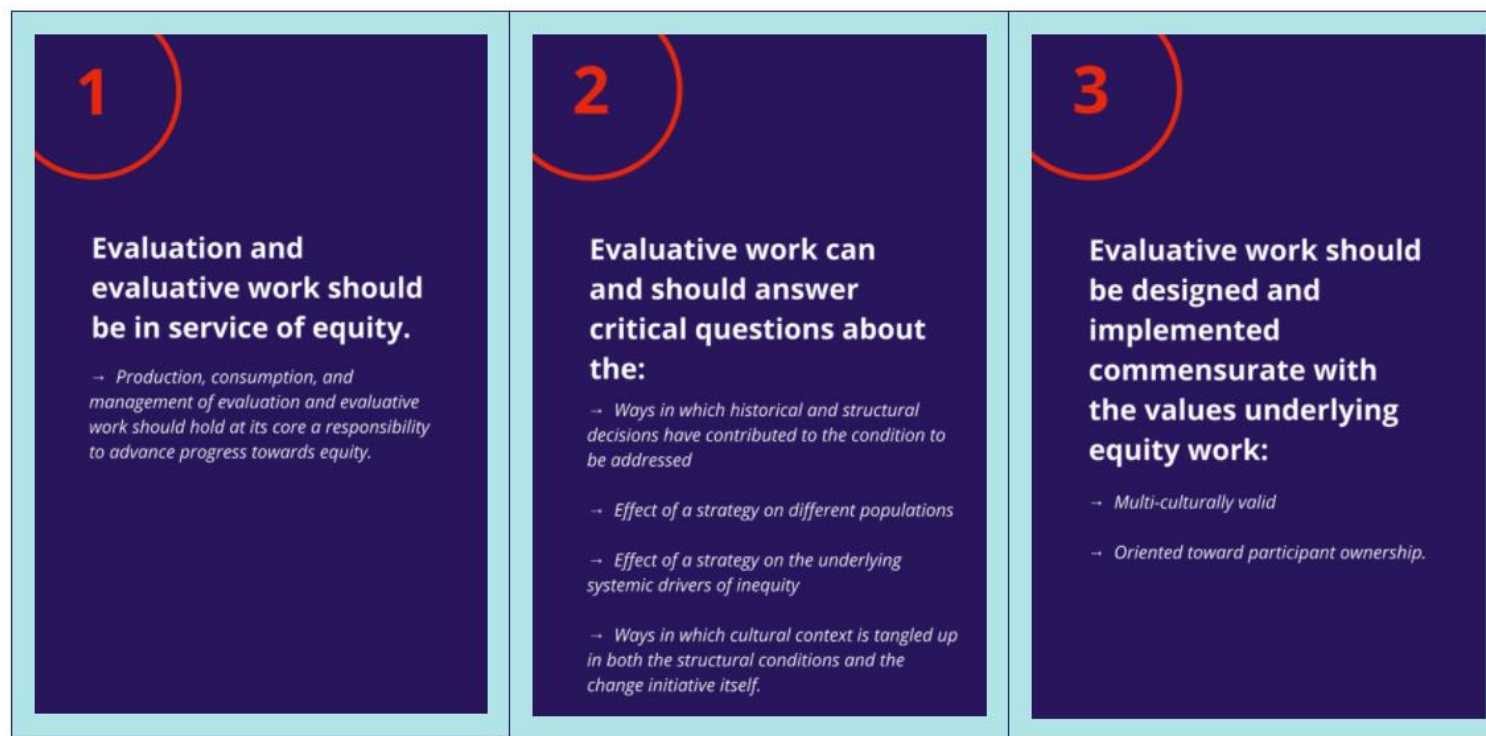 1
Evaluation and
evaluative work should
be in service of equity.
→ Production, consumption, and
management of evaluation and evaluative
work should hold at its core a responsibility
to advance progress towards equity.
2
Evaluative work can
and should answer
critical questions about
the:
→ Ways in which historical and structural
decisions have contributed to the condition to
be addressed
→ Effect of a strategy on different populations
→ Effect of a strategy on the underlying
systemic drivers of inequity
→ Ways in which cultural context is tangled up
in both the structural conditions and the
change initiative itself.
3
Evaluative work should
be designed and
implemented
commensurate with
the values underlying
equity work:
→ Multi-culturally valid
→ Oriented toward participant ownership.